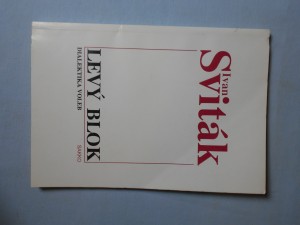 Ivan
Sviták
LEVÝ BLOK
DIALEKTIKA VOLEB